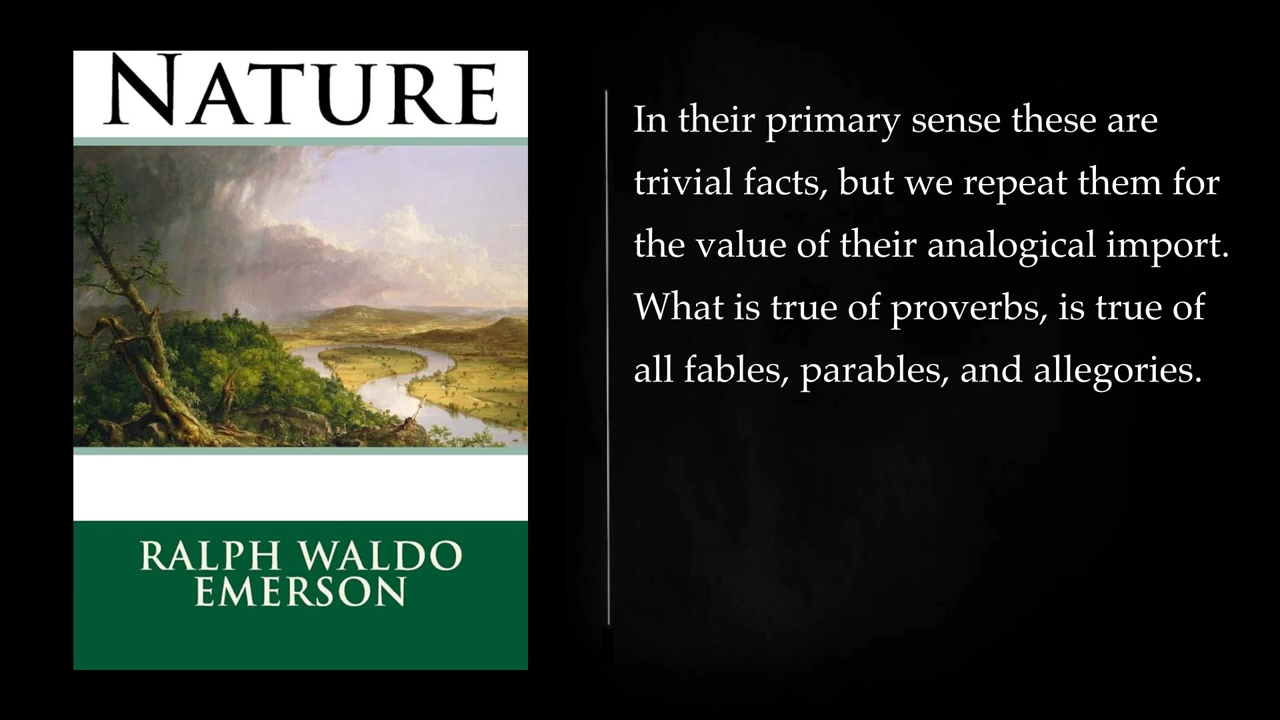 NATURE
RALPH WALDO
EMERSON
In their primary sense these are
trivial facts, but we repeat them for
the value of their analogical import.
What is true of proverbs, is true of
all fables, parables, and allegories.